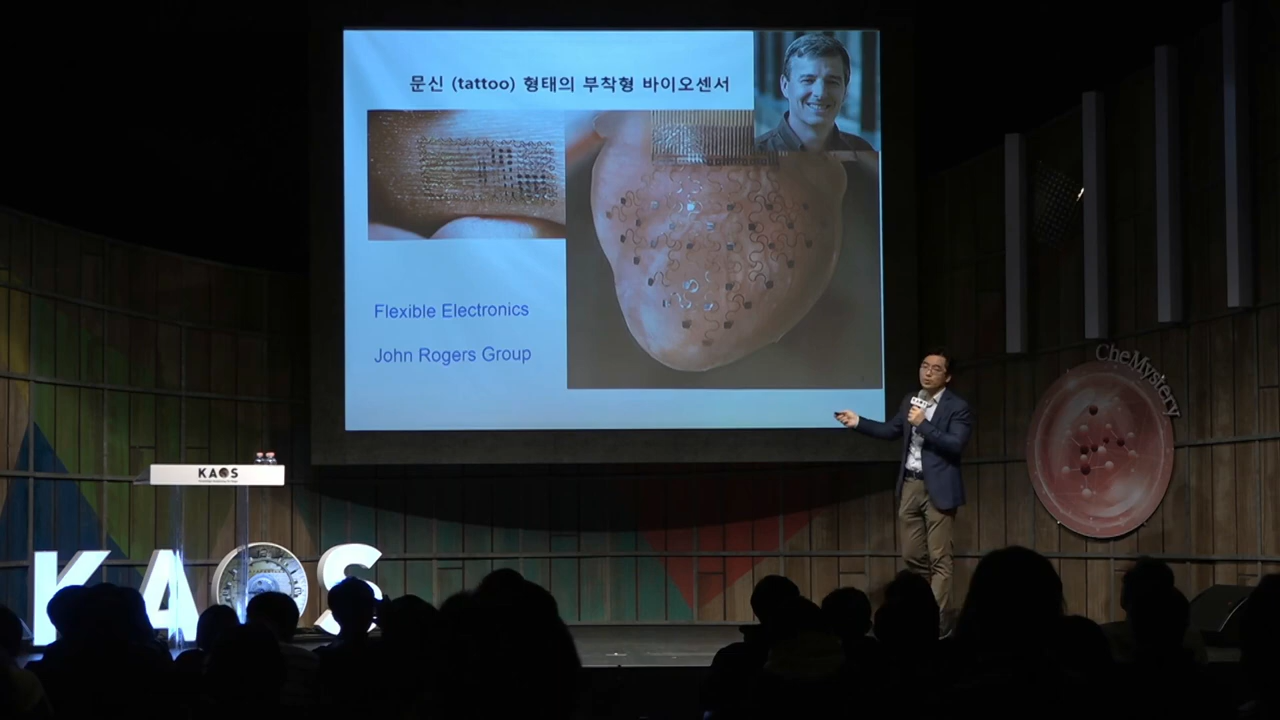 문신 (tattoo) 형태의 부착형 바이오센서
Flexible Electronics
John Rogers Group
CheMystery
KAOS
KAOS
KAOS